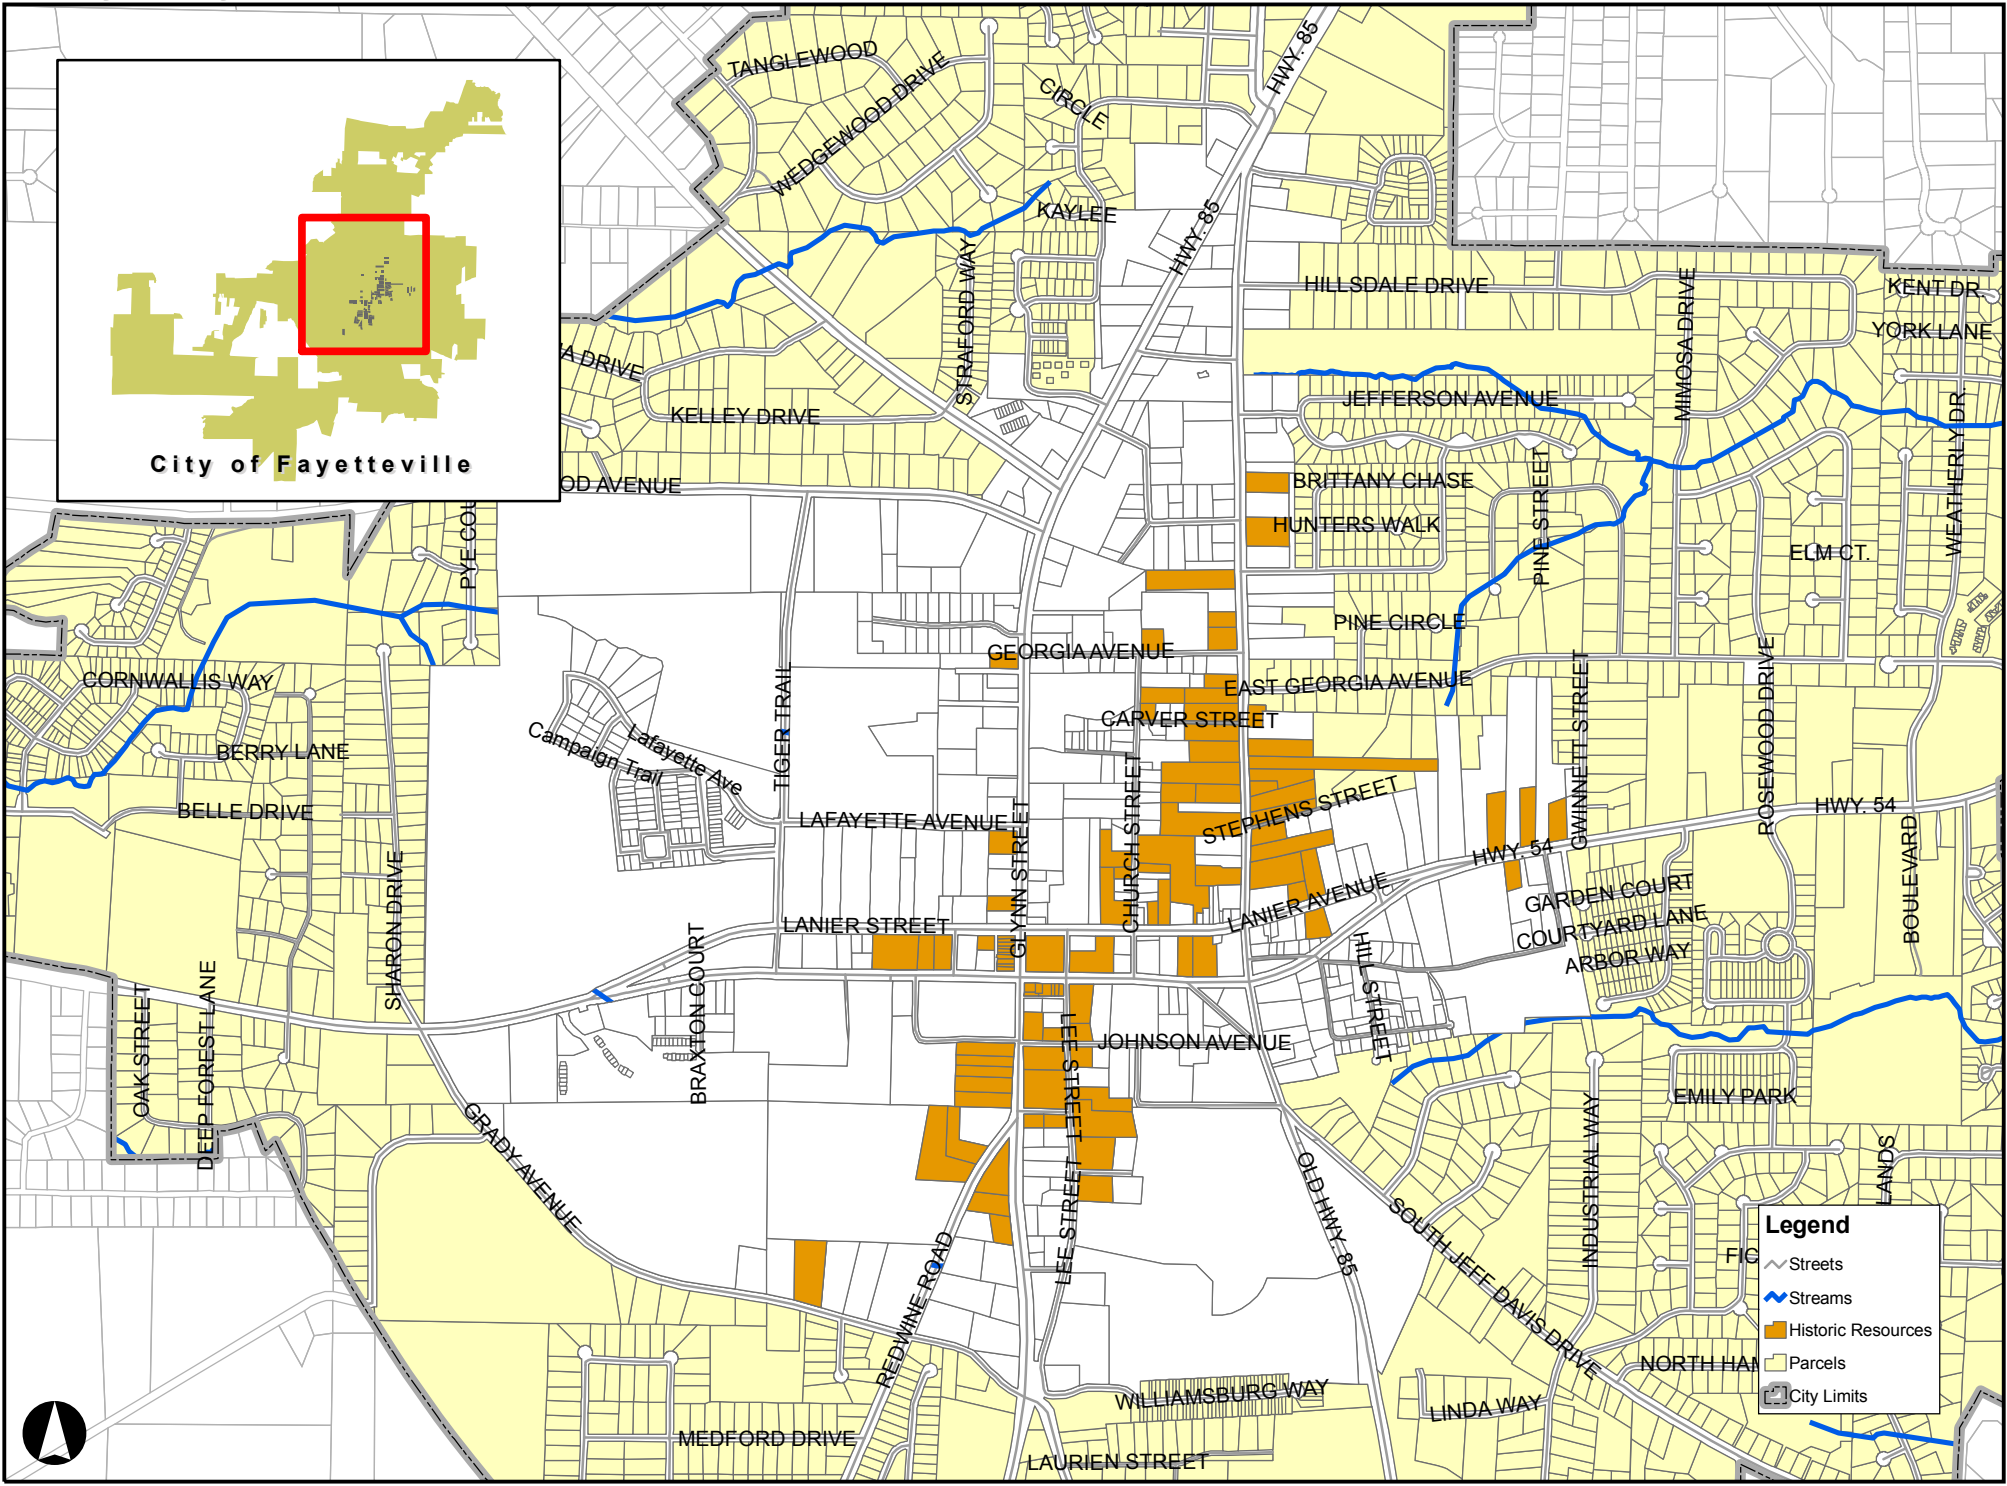 TANGLEWOOD
WEDGEWOOD DRIVE
CIRCLE
HWY. 85
KAYLEE
HWY. 85
STRAFORD WAY
HILLSDALE DRIVE
MIMOSA DRIVE
KENT DR.
YORK LANE
City of Fayetteville
IA DRIVE
KELLEY DRIVE
JEFFERSON AVENUE
WEATHERLY DR.
OD AVENUE
PYE COU
BRITTANY CHASE
HUNTERS WALK
PINE STREET
ELM CT.
PINE CIRCLE
GEORGIA AVENUE
EAST GEORGIA AVENUE
CORNWALLIS WAY
TIGER TRAIL
CARVER STREET
GWINNETT STREET
ROSEWOOD DRIVE
Campaign Trail
Lafayette Ave
BERRY LANE
BELLE DRIVE
LAFAYETTE AVENUE
GLYNN STREET
CHURCH STREET
STEPHENS STREET
HWY. 54
HWY. 54
BOULEVARD
SHARON DRIVE
LANIER STREET
LANIER AVENUE
GARDEN COURT
COURTYARD LANE
ARBOR WAY
BRAXTON COURT
HILL STREET
OAK STREET
DEEP FOREST LANE
LEE STREET
JOHNSON AVENUE
EMILY PARK
INDUSTRIAL WAY
GRADY AVENUE
LEE STREET
OLD HWY. 85
SOUTH JEFF DAVIS DRIVE
LANDS
REDWINE ROAD
FIC
NORTH HAM
WILLIAMSBURG WAY
LINDA WAY
MEDFORD DRIVE
LAURIEN STREET
Legend
Streets
Streams
Historic Resources
Parcels
City Limits